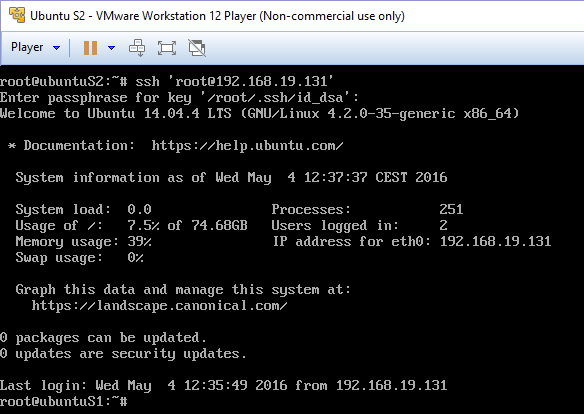 Ubuntu S2 - VMware Workstation 12 Player (Non-commercial use only)
Player
root@ubuntuS2:~# ssh 'root@192.168.19.131'
Enter passphrase for key '/root/.ssh/id_dsa':
Welcome to Ubuntu 14.04.4 LTS (GNU/Linux 4.2.0-35-generic x86_64)
* Documentation:  https://help.ubuntu.com/
System information as of Wed May  4 12:37:37 CEST 2016
System load:  0.0               Processes:           251
Usage of /:   7.5% of 74.68GB   Users logged in:     2
Memory usage: 39%               IP address for eth0: 192.168.19.131
Swap usage:   0%
Graph this data and manage this system at:
https://landscape.canonical.com/
0 packages can be updated.
0 updates are security updates.
Last login: Wed May  4 12:35:49 2016 from 192.168.19.131
root@ubuntuS1:~#